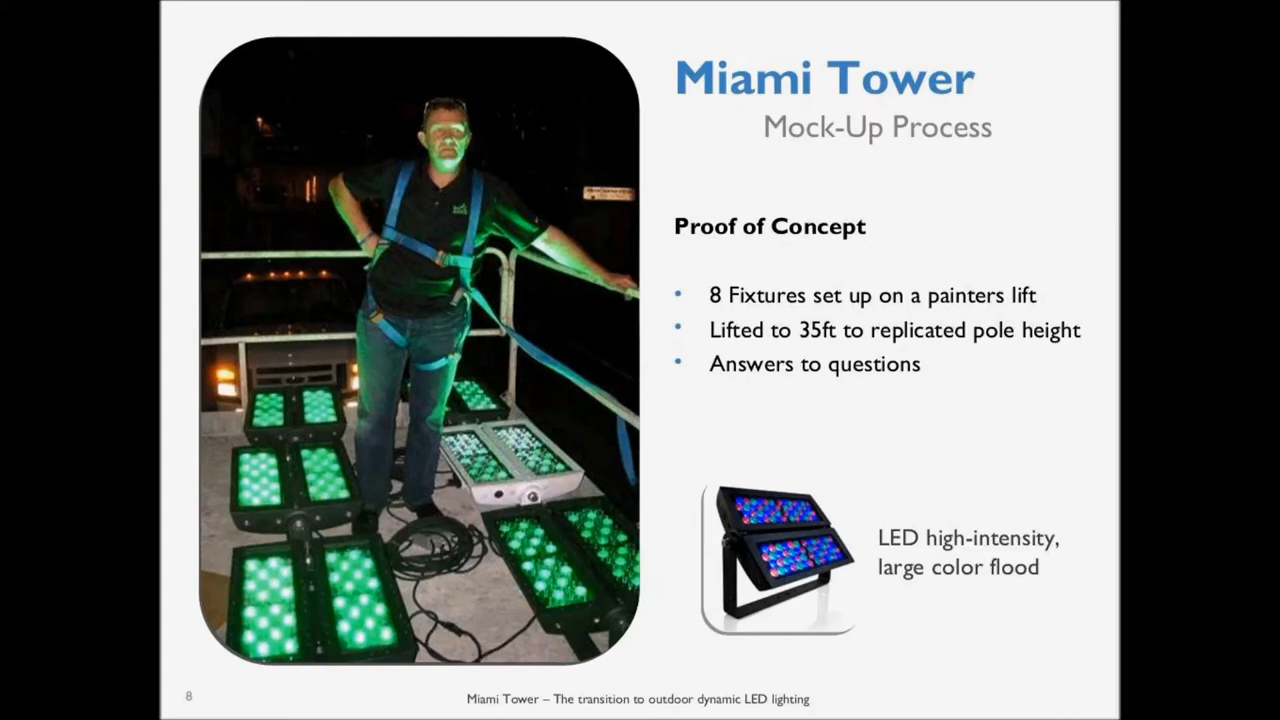 Miami Tower
Mock-Up Process
Proof of Concept
• 8 Fixtures set up on a painters lift
• Lifted to 35ft to replicated pole height
• Answers to questions
LED high-intensity,
large color flood
8
Miami Tower – The transition to outdoor dynamic LED lighting